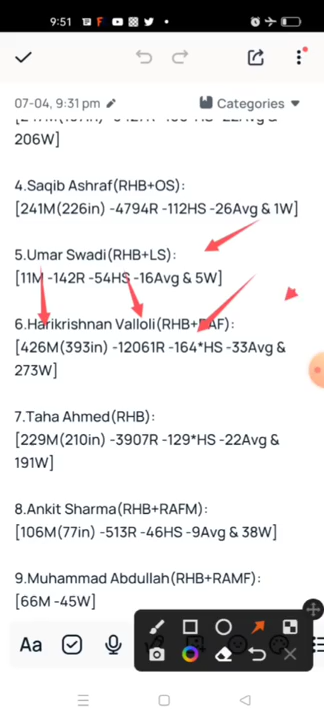 9:51
07-04, 9:31 pm Categories
206W]
4.Saqib Ashraf(RHB+OS):
[241M(226in) -4794R -112HS -26Avg & 1W]
5.Umar Swadi(RHB+LS):
[11M -142R -54HS -16Avg & 5W]
6.Harikrishnan Valloli(RHB+RAF):
[426M(393in) -12061R -164*HS -33Avg &
273W]
7.Taha Ahmed(RHB):
[229M(210in) -3907R -129*HS -22Avg &
191W]
8.Ankit Sharma(RHB+RAFM):
[106M(77in) -513R -46HS -9Avg & 38W]
9.Muhammad Abdullah(RHB+RAMF):
[66M -45W]
Aa